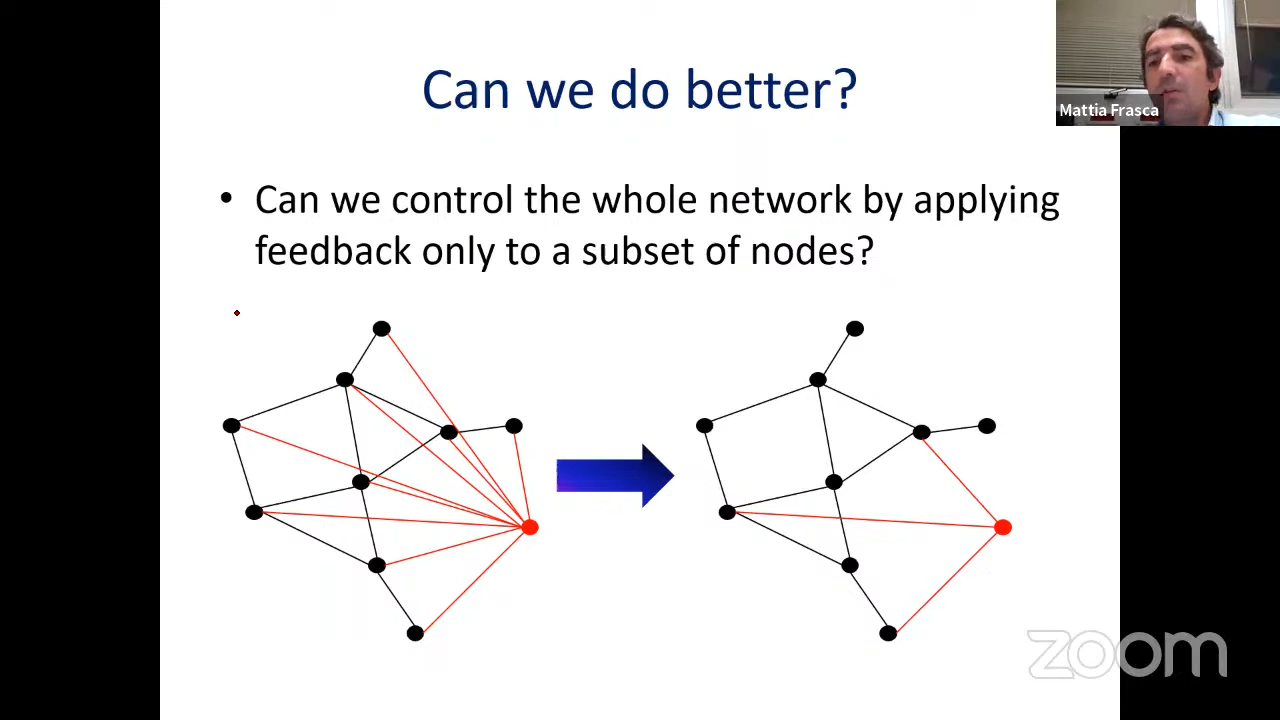 Can we do better?
Mattia Frasca
• Can we control the whole network by applying
feedback only to a subset of nodes?
zoom